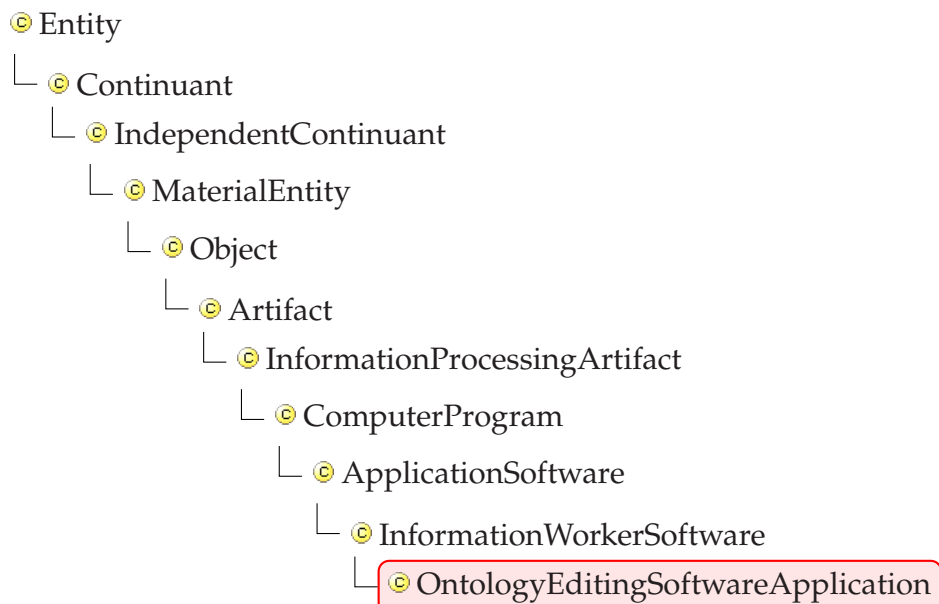 Entity
Continuant
IndependentContinuant
MaterialEntity
Object
Artifact
InformationProcessingArtifact
ComputerProgram
ApplicationSoftware
InformationWorkerSoftware
OntologyEditingSoftwareApplication